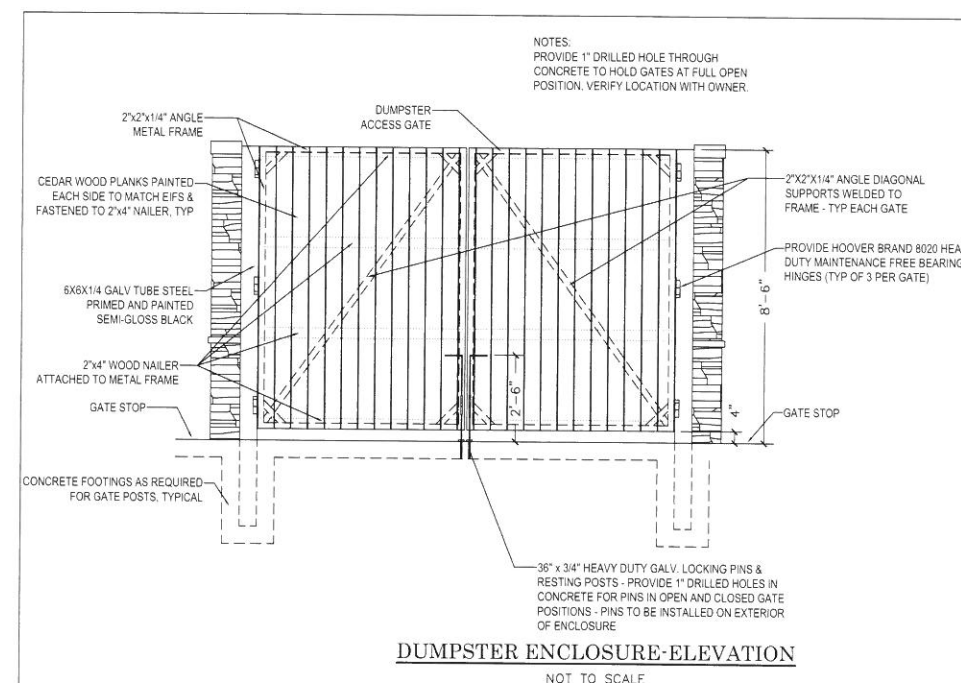 NOTES:
PROVIDE 1" DRILLED HOLE THROUGH
CONCRETE TO HOLD GATES AT FULL OPEN
POSITION, VERIFY LOCATION WITH OWNER.
DUMPSTER
ACCESS GATE
2"x2"x1/4" ANGLE
METAL FRAME
CEDAR WOOD PLANKS PAINTED
EACH SIDE TO MATCH EIFS &
FASTENED TO 2"x4" NAILER, TYP
6X6X1/4 GALV TUBE STEEL
PRIMED AND PAINTED
SEMI-GLOSS BLACK
2"x4" WOOD NAILER
ATTACHED TO METAL FRAME
GATE STOP
CONCRETE FOOTINGS AS REQUIRED
FOR GATE POSTS, TYPICAL
2"X2"X1/4" ANGLE DIAGONAL
SUPPORTS WELDED TO
FRAME - TYP EACH GATE
PROVIDE HOOVER BRAND 8020 HEA
DUTY MAINTENANCE FREE BEARING
HINGES (TYP OF 3 PER GATE)
8'-6"
2'-6"
4"
GATE STOP
36" x 3/4" HEAVY DUTY GALV. LOCKING PINS &
RESTING POSTS - PROVIDE 1" DRILLED HOLES IN
CONCRETE FOR PINS IN OPEN AND CLOSED GATE
POSITIONS - PINS TO BE INSTALLED ON EXTERIOR
OF ENCLOSURE
DUMPSTER ENCLOSURE-ELEVATION
NOT TO SCALE